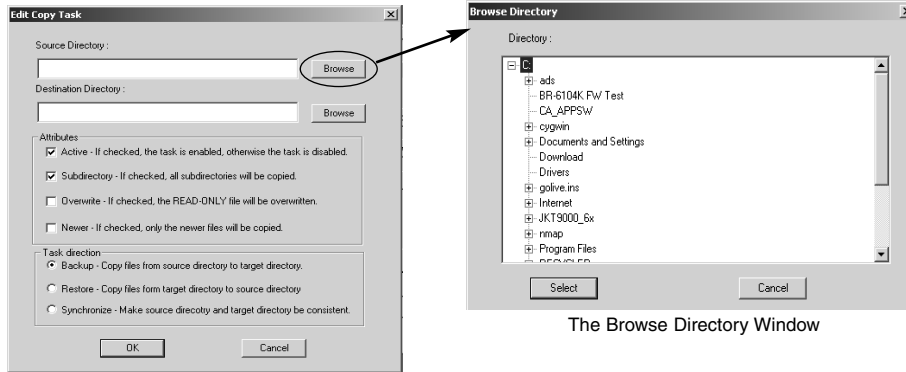 Edit Copy Task
Source Directory :
Browse
Destination Directory :
Browse
Attributes
Active - If checked, the task is enabled, otherwise the task is disabled.
Subdirectory - If checked, all subdirectories will be copied.
Overwrite - If checked, the READ-ONLY file will be overwritten.
Newer - If checked, only the newer files will be copied.
Task direction
Backup - Copy files from source directory to target directory.
Restore - Copy files form target directory to source directory
Synchronize - Make source direcotry and target directory be consistent.
OK
Cancel
Browse Directory
Directory :
C:
ads
BR-6104K FW Test
CA_APPSW
cygwin
Documents and Settings
Download
Drivers
golive.ins
Internet
JKT9000_6x
nmap
Program Files
RECYCLER
Select
Cancel
The Browse Directory Window